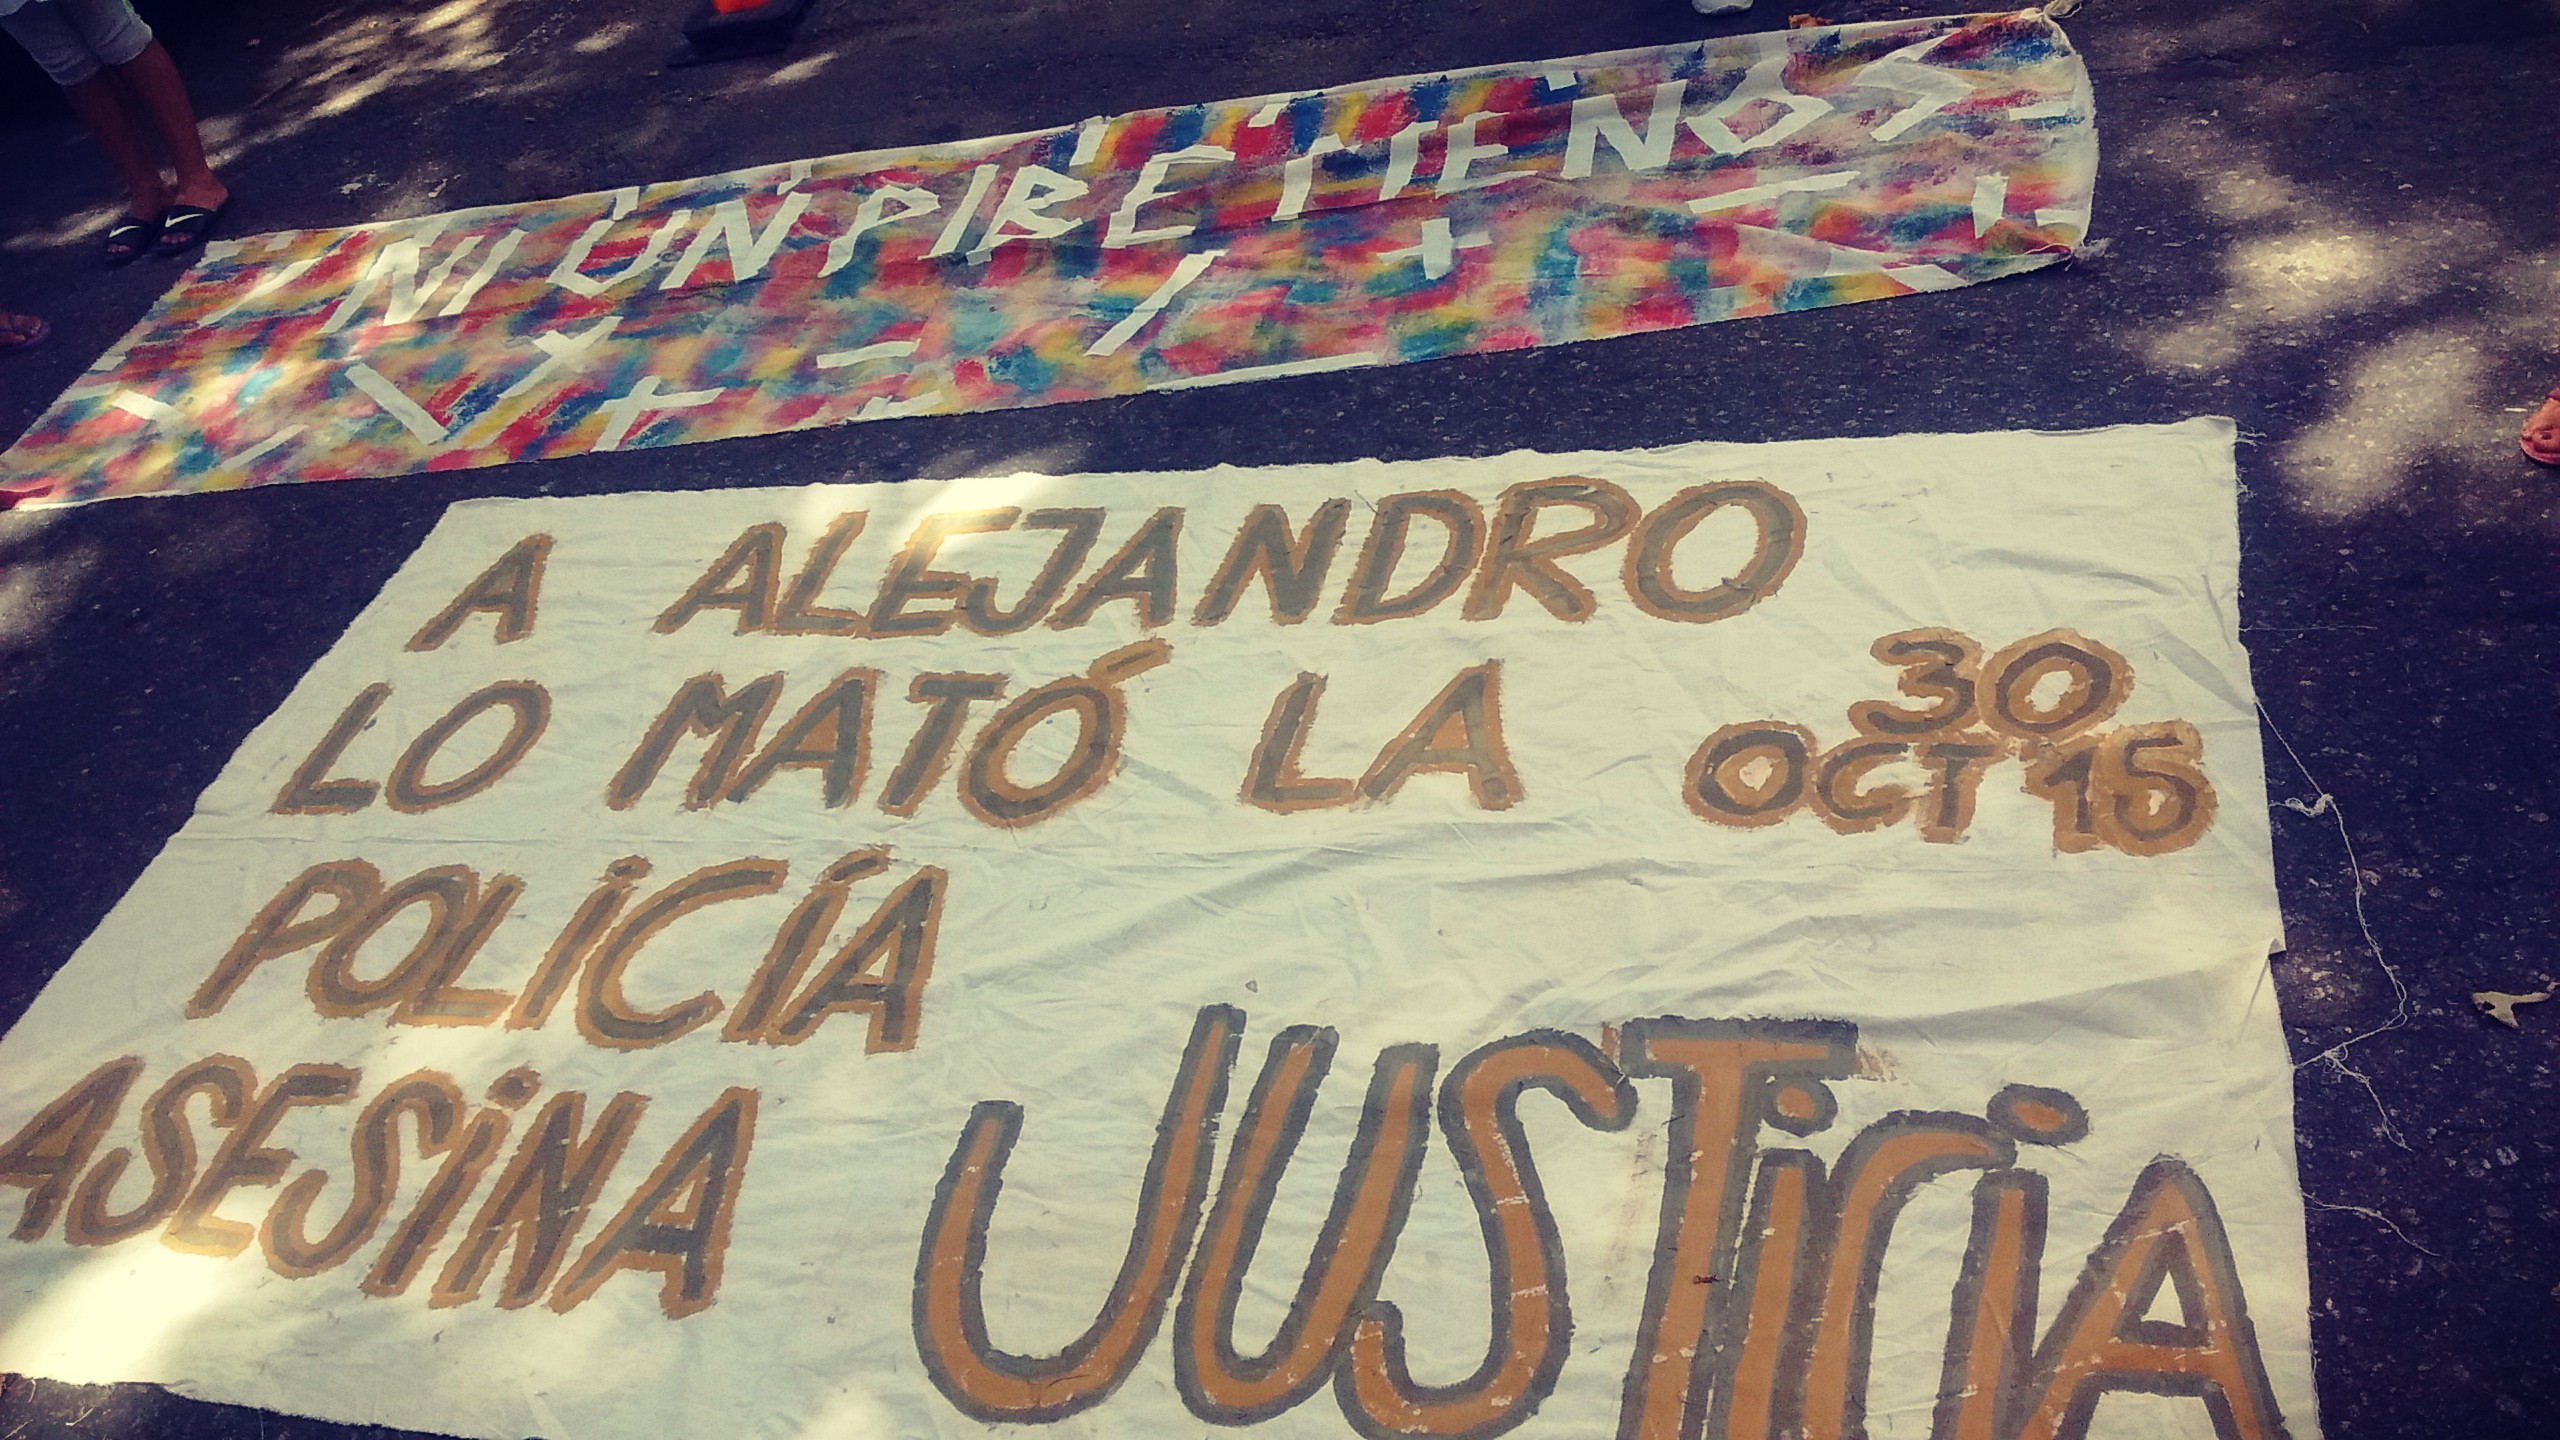 NI UN PIBE MENOS
A ALEJANDRO
LO MATÓ LA
30
OCT '15
POLICÍA
ASESINA
JUSTICIA